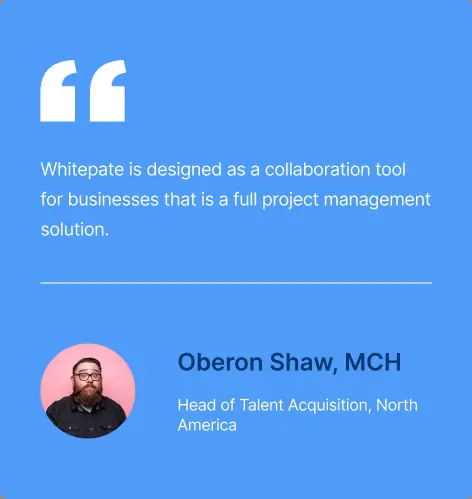 Whitepate is designed as a collaboration tool
for businesses that is a full project management
solution.
Oberon Shaw, MCH
Head of Talent Acquisition, North
America